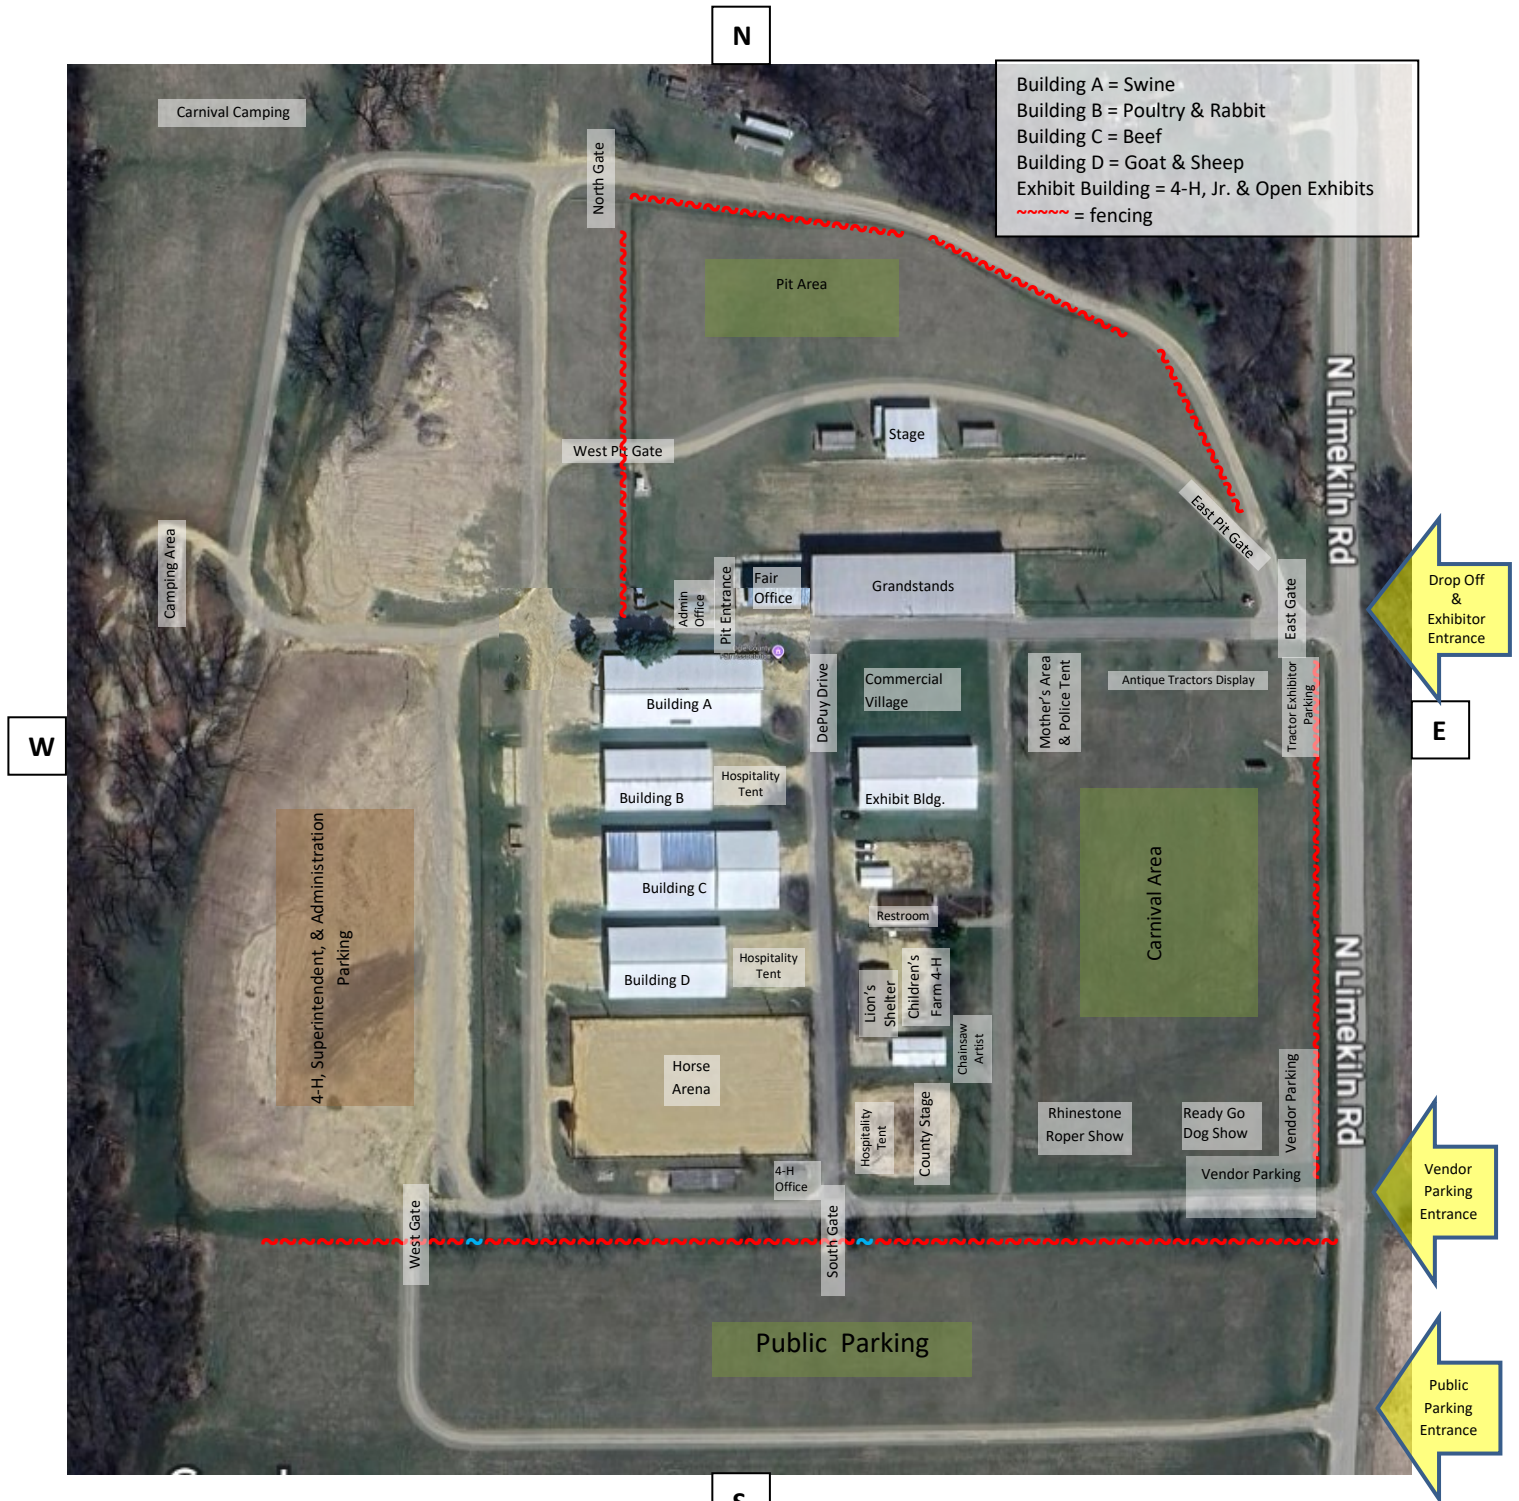 N
Building A = Swine
Building B = Poultry & Rabbit
Building C = Beef
Building D = Goat & Sheep
Exhibit Building = 4-H, Jr. & Open Exhibits
~~~~~ = fencing
Carnival Camping
North Gate
Pit Area
N Limekiln Rd
Stage
West Pit Gate
East Pit Gate
Camping Area
Drop Off
&
Exhibitor
Entrance
Admin
Office
Pit Entrance
Fair
Office
Grandstands
East Gate
Building A
DePuy Drive
Commercial
Village
Mother's Area
& Police Tent
Antique Tractors Display
Tractor Exhibitor
Parking
W
E
Building B
Hospitality
Tent
Exhibit Bldg.
4-H, Superintendent, & Administration
Parking
Building C
Restroom
Carnival Area
Building D
Hospitality
Tent
Lion's
Shelter
Children's
Farm 4-H
N Limekiln Rd
Chainsaw
Artist
Horse
Arena
Hospitality
Tent
County Stage
Rhinestone
Roper Show
Ready Go
Dog Show
Vendor Parking
Vendor Parking
Vendor
Parking
Entrance
4-H
Office
West Gate
South Gate
Public Parking
Public
Parking
Entrance
S